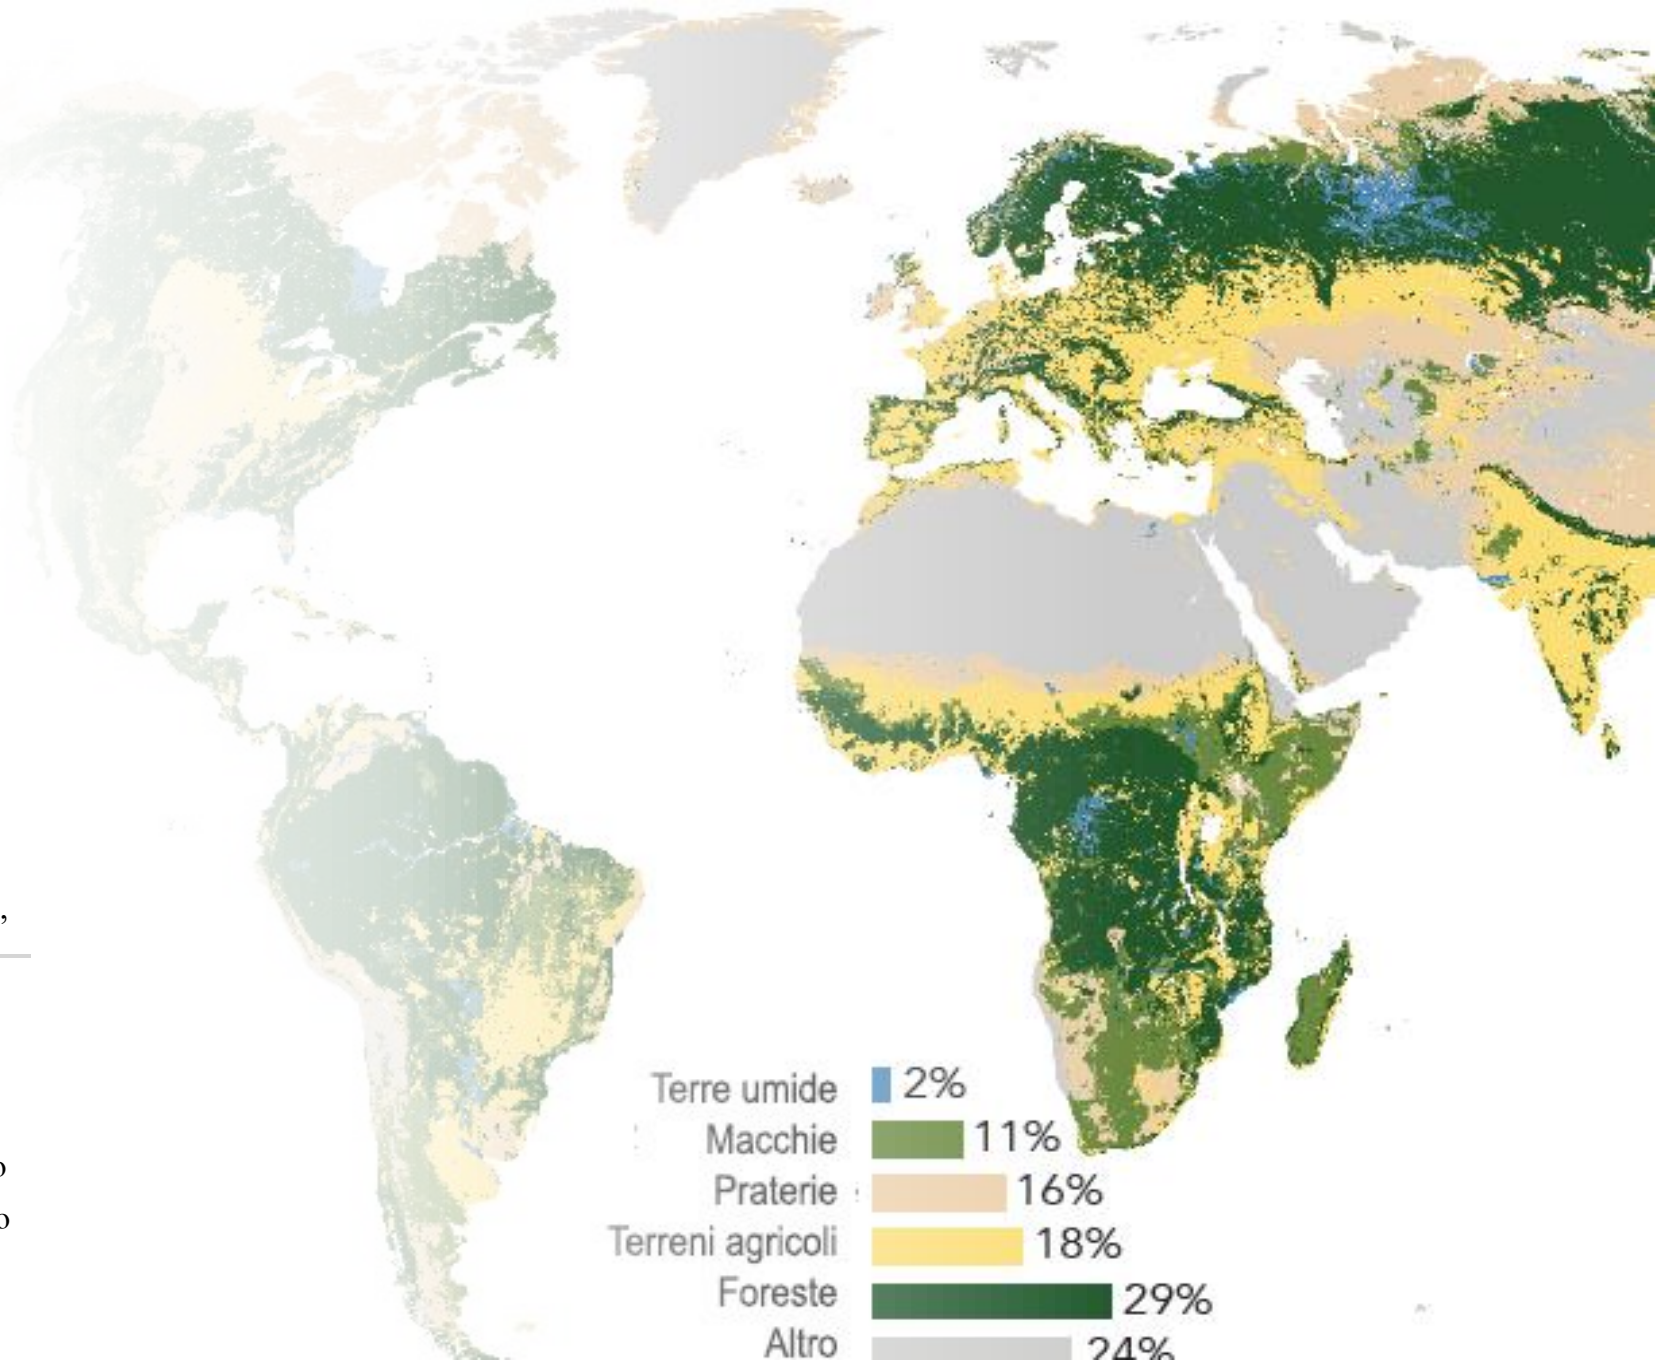 ,
o
o
Terre umide 2%
Macchie 11%
Praterie 16%
Terreni agricoli 18%
Foreste 29%
Altro 24%